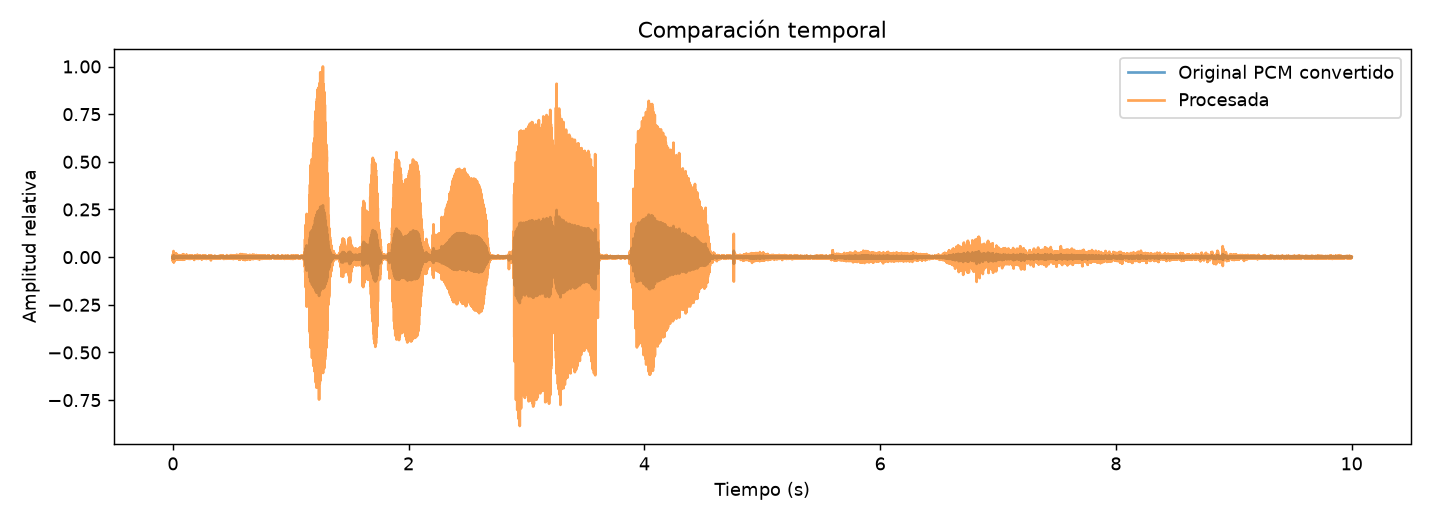 Comparación temporal
Original PCM convertido
Procesada
Amplitud relativa
1.00
0.75
0.50
0.25
0.00
−0.25
−0.50
−0.75
0
2
4
6
8
10
Tiempo (s)